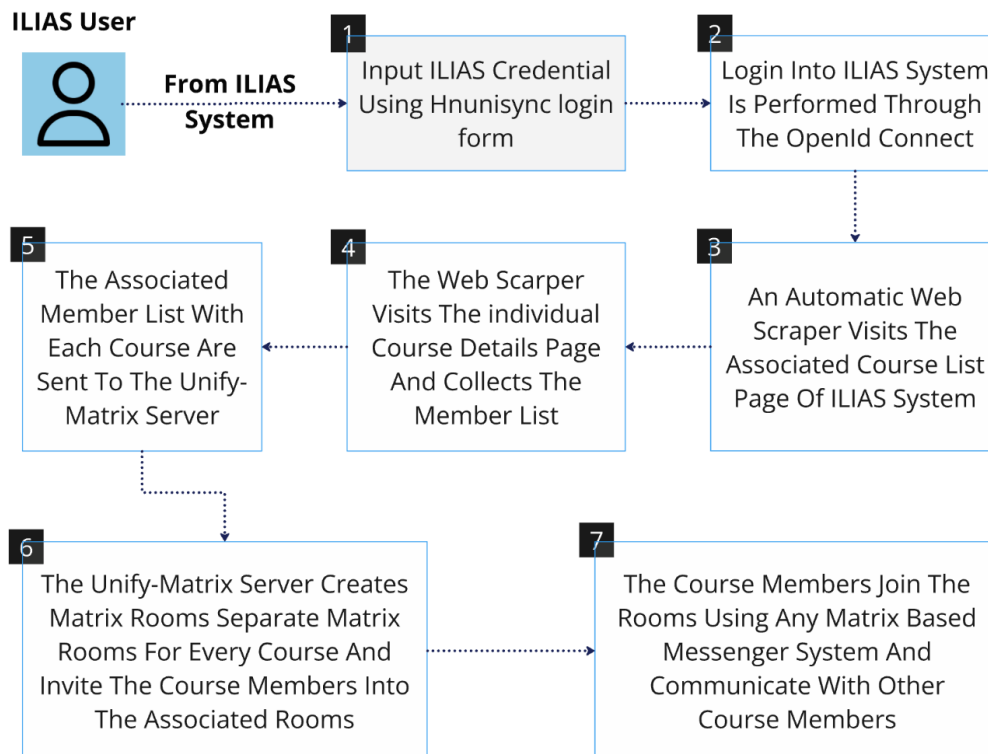 ILIAS User
From ILIAS
System
1
Input ILIAS Credential
Using Hnunisync login
form
2
Login Into ILIAS System
Is Performed Through
The OpenId Connect
3
An Automatic Web
Scraper Visits The
Associated Course List
Page Of ILIAS System
4
The Web Scarper
Visits The individual
Course Details Page
And Collects The
Member List
5
The Associated
Member List With
Each Course Are
Sent To The Unify-
Matrix Server
6
The Unify-Matrix Server Creates
Matrix Rooms Separate Matrix
Rooms For Every Course And
Invite The Course Members Into
The Associated Rooms
7
The Course Members Join The
Rooms Using Any Matrix Based
Messenger System And
Communicate With Other
Course Members